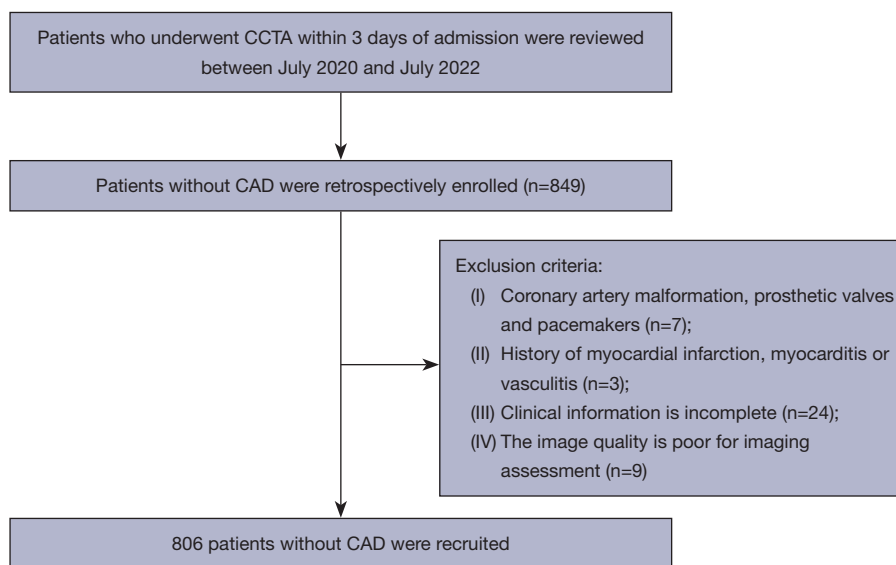 Patients who underwent CCTA within 3 days of admission were reviewed
between July 2020 and July 2022
Patients without CAD were retrospectively enrolled (n=849)
Exclusion criteria:
(I) Coronary artery malformation, prosthetic valves
and pacemakers (n=7);
(II) History of myocardial infarction, myocarditis or
vasculitis (n=3);
(III) Clinical information is incomplete (n=24);
(IV) The image quality is poor for imaging
assessment (n=9)
806 patients without CAD were recruited